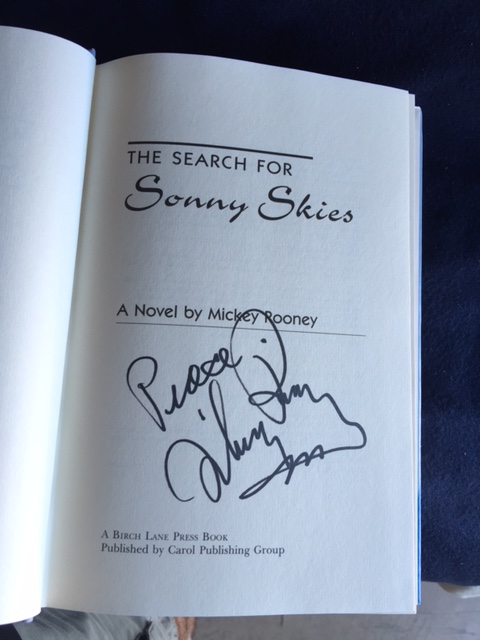 THE SEARCH FOR
Sonny Skies
A Novel by Mickey Rooney
Peace
A BIRCH LANE PRESS BOOK
Published by Carol Publishing Group